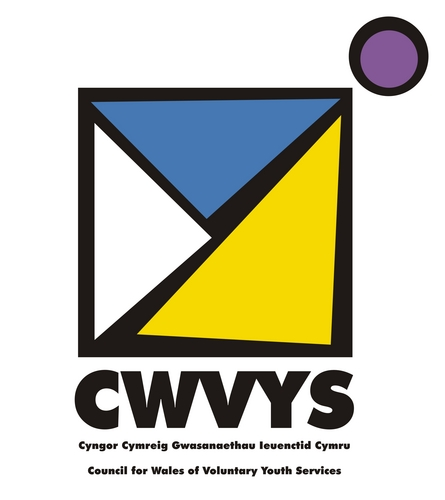 CWVYS
Cyngor Cymreig Gwasanaethau Ieuenctid Cymru
Council for Wales of Voluntary Youth Services